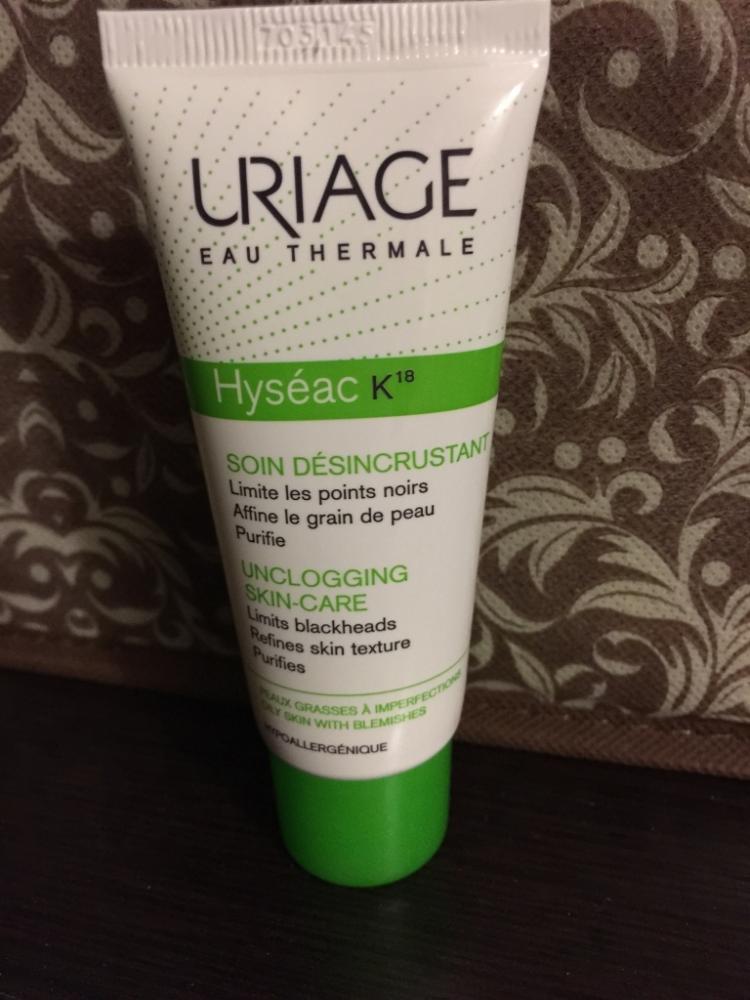 URIAGE
EAU THERMALE
Hyséac K18
SOIN DÉSINCRUSTANT
Limite les points noirs
Affine le grain de peau
Purifie
UNCLOGGING
SKIN-CARE
Limits blackheads
Refines skin texture
Purifies
PEAUX GRASSES À IMPERFECTIONS
OILY SKIN WITH BLEMISHES
HYPOALLERGÉNIQUE